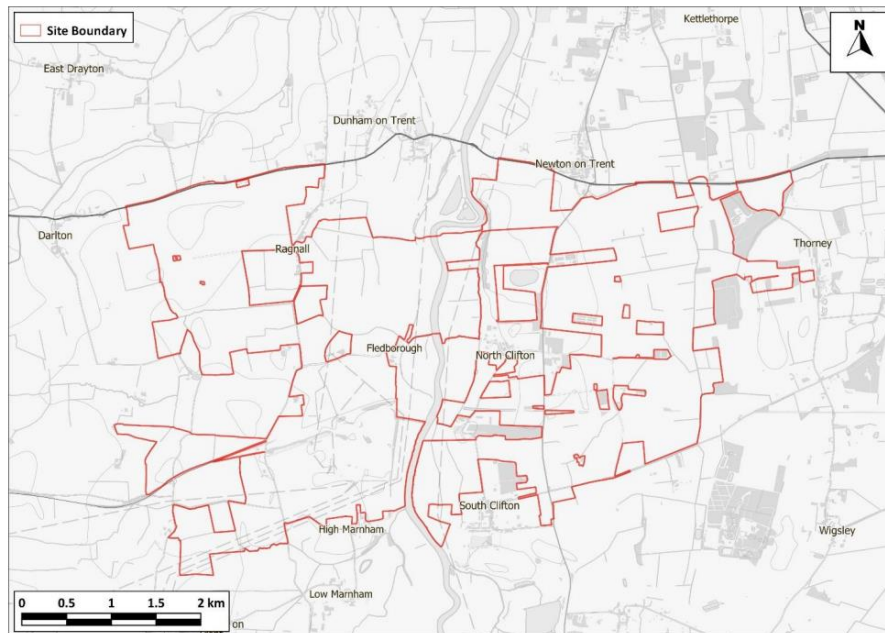 Site Boundary
Kettlethorpe
N
East Drayton
Dunham on Trent
Newton on Trent
Darlton
Ragnall
Thorney
Fledborough
North Clifton
South Clifton
High Marnham
Wigsley
Low Marnham
0 0.5 1 1.5 2 km
on